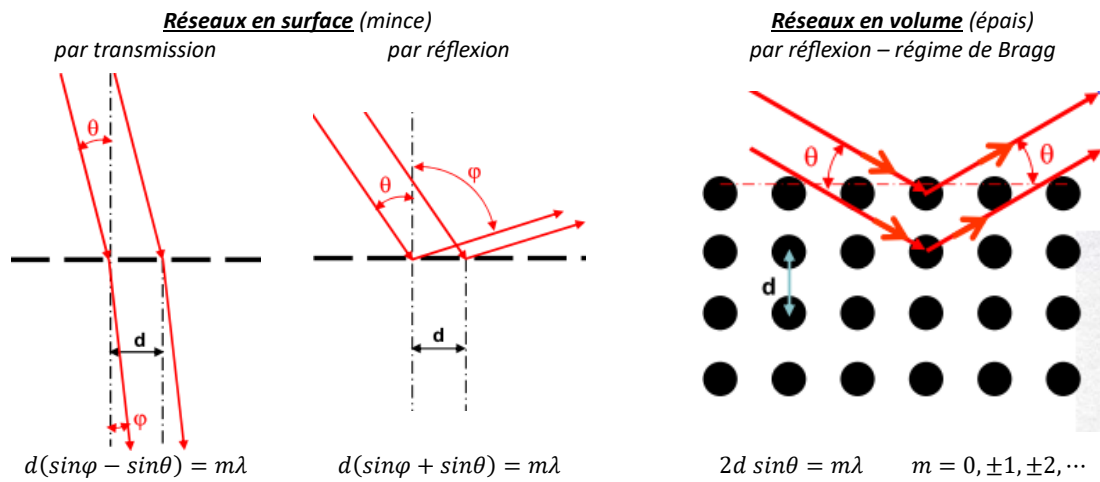 Réseaux en surface (mince)
par transmission
par réflexion
θ
d
φ
d(sinφ − sinθ) = mλ
θ
φ
d
d(sinφ + sinθ) = mλ
Réseaux en volume (épais)
par réflexion – régime de Bragg
θ
θ
d
2d sinθ = mλ
m = 0, ±1, ±2, ⋯